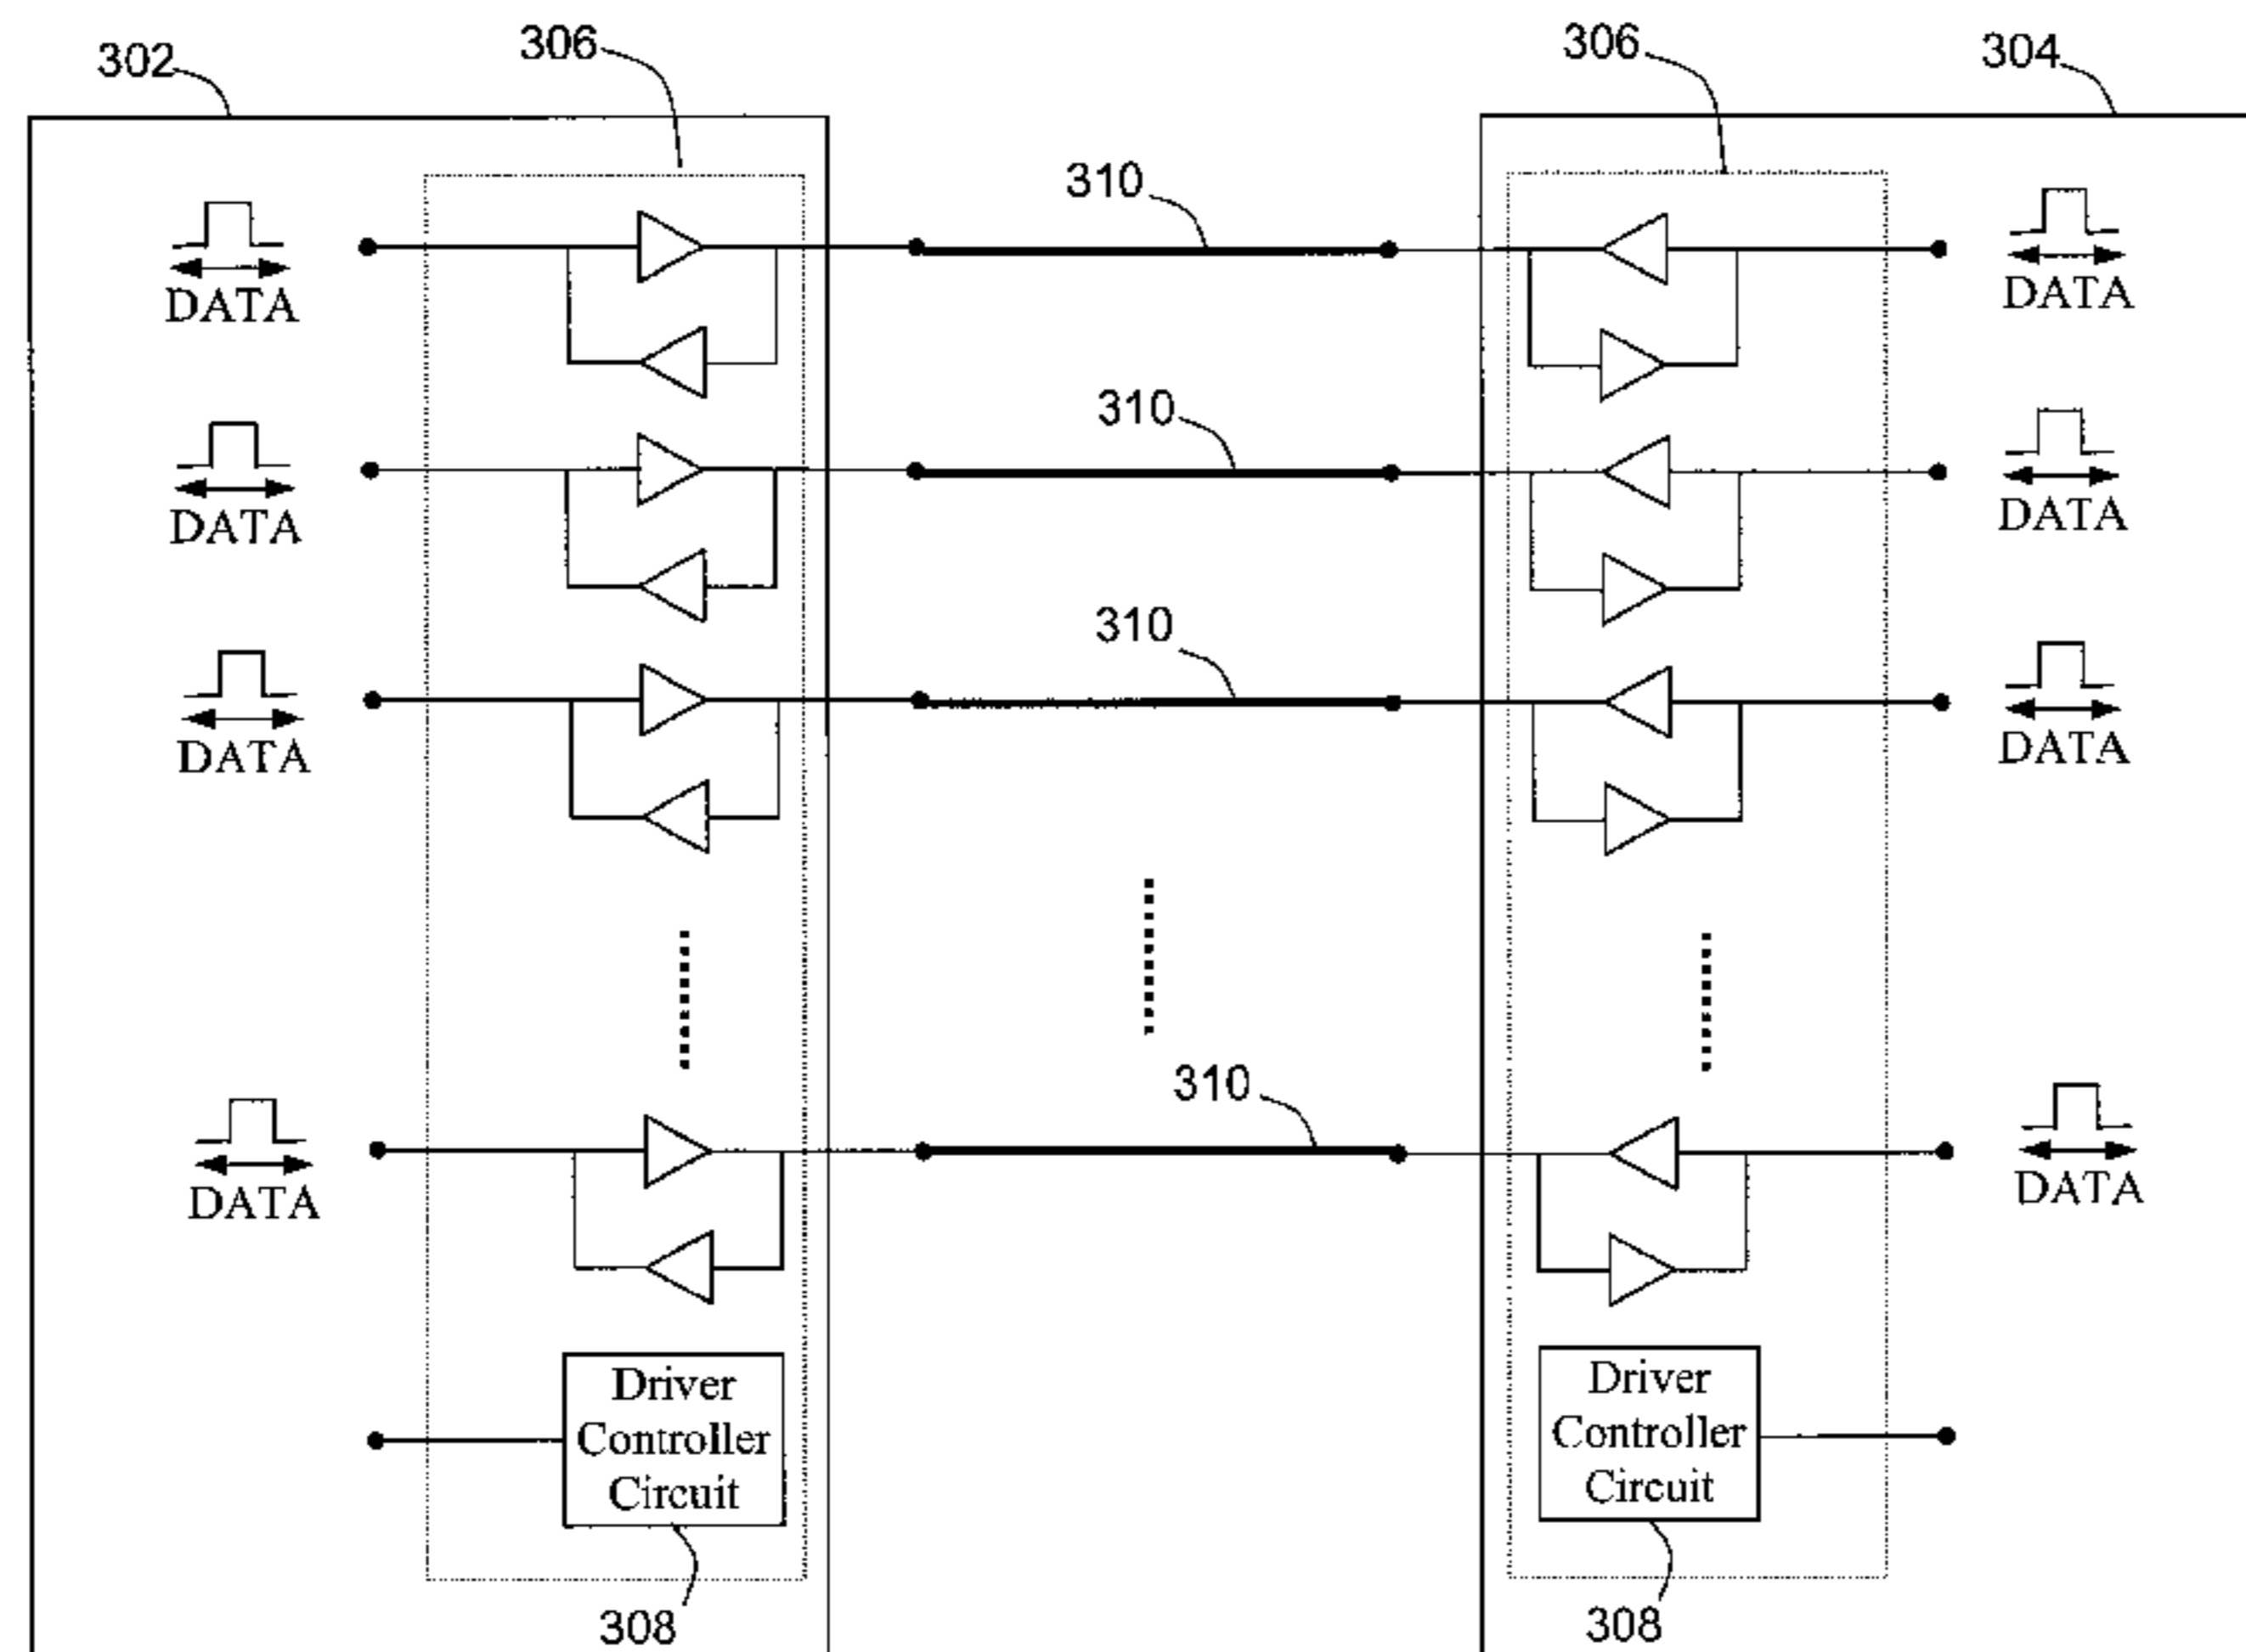 302
306
306
304
310
DATA
DATA
310
DATA
DATA
310
DATA
DATA
310
DATA
DATA
Driver
Controller
Circuit
Driver
Controller
Circuit
308
308